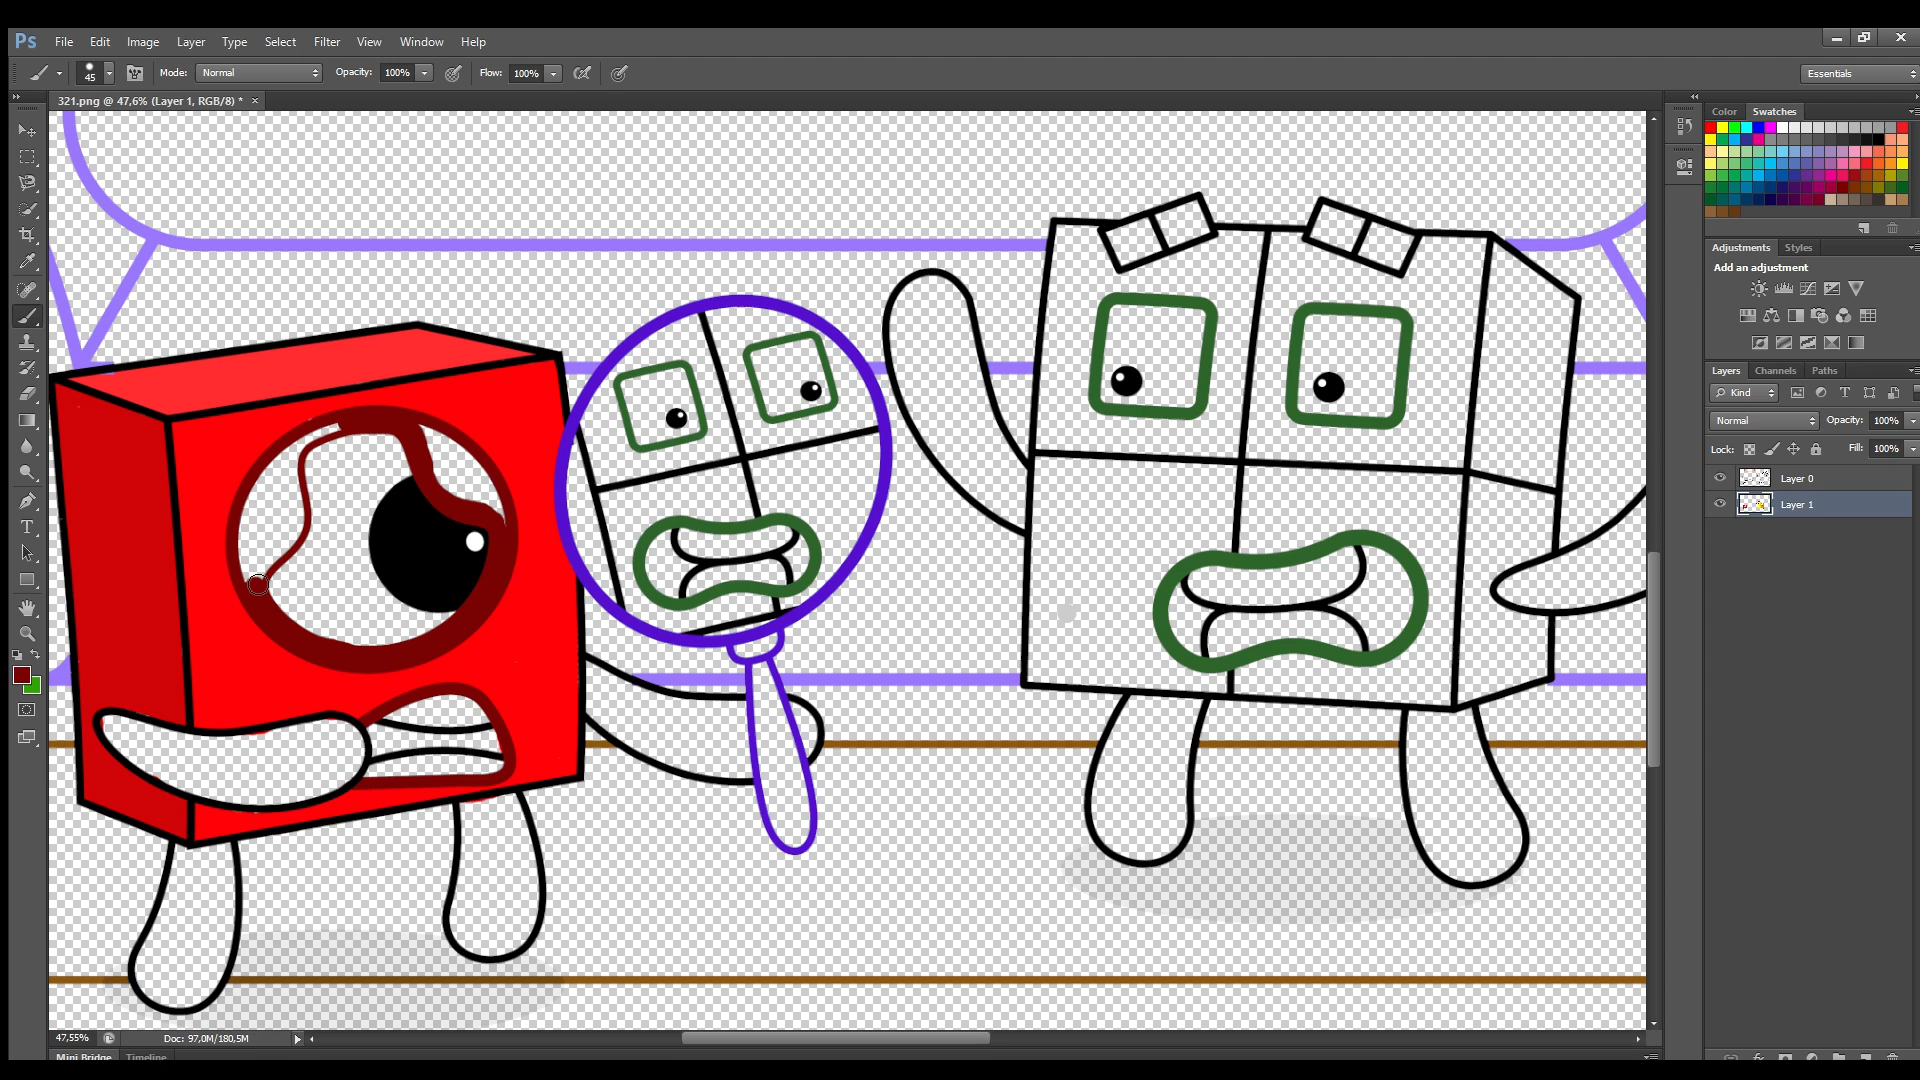 Ps File Edit Image Layer Type Select Filter View Window Help
45 Mode: Normal Opacity: 100% Flow: 100% Essentials
321.png @ 47,6% (Layer 1, RGB/8) * ×
Color Swatches
Adjustments Styles
Add an adjustment
Layers Channels Paths
Kind
Normal Opacity: 100%
Lock: Fill: 100%
Layer 0
Layer 1
47,55% Doc: 97,0M/180,5M
Mini Bridge Timeline